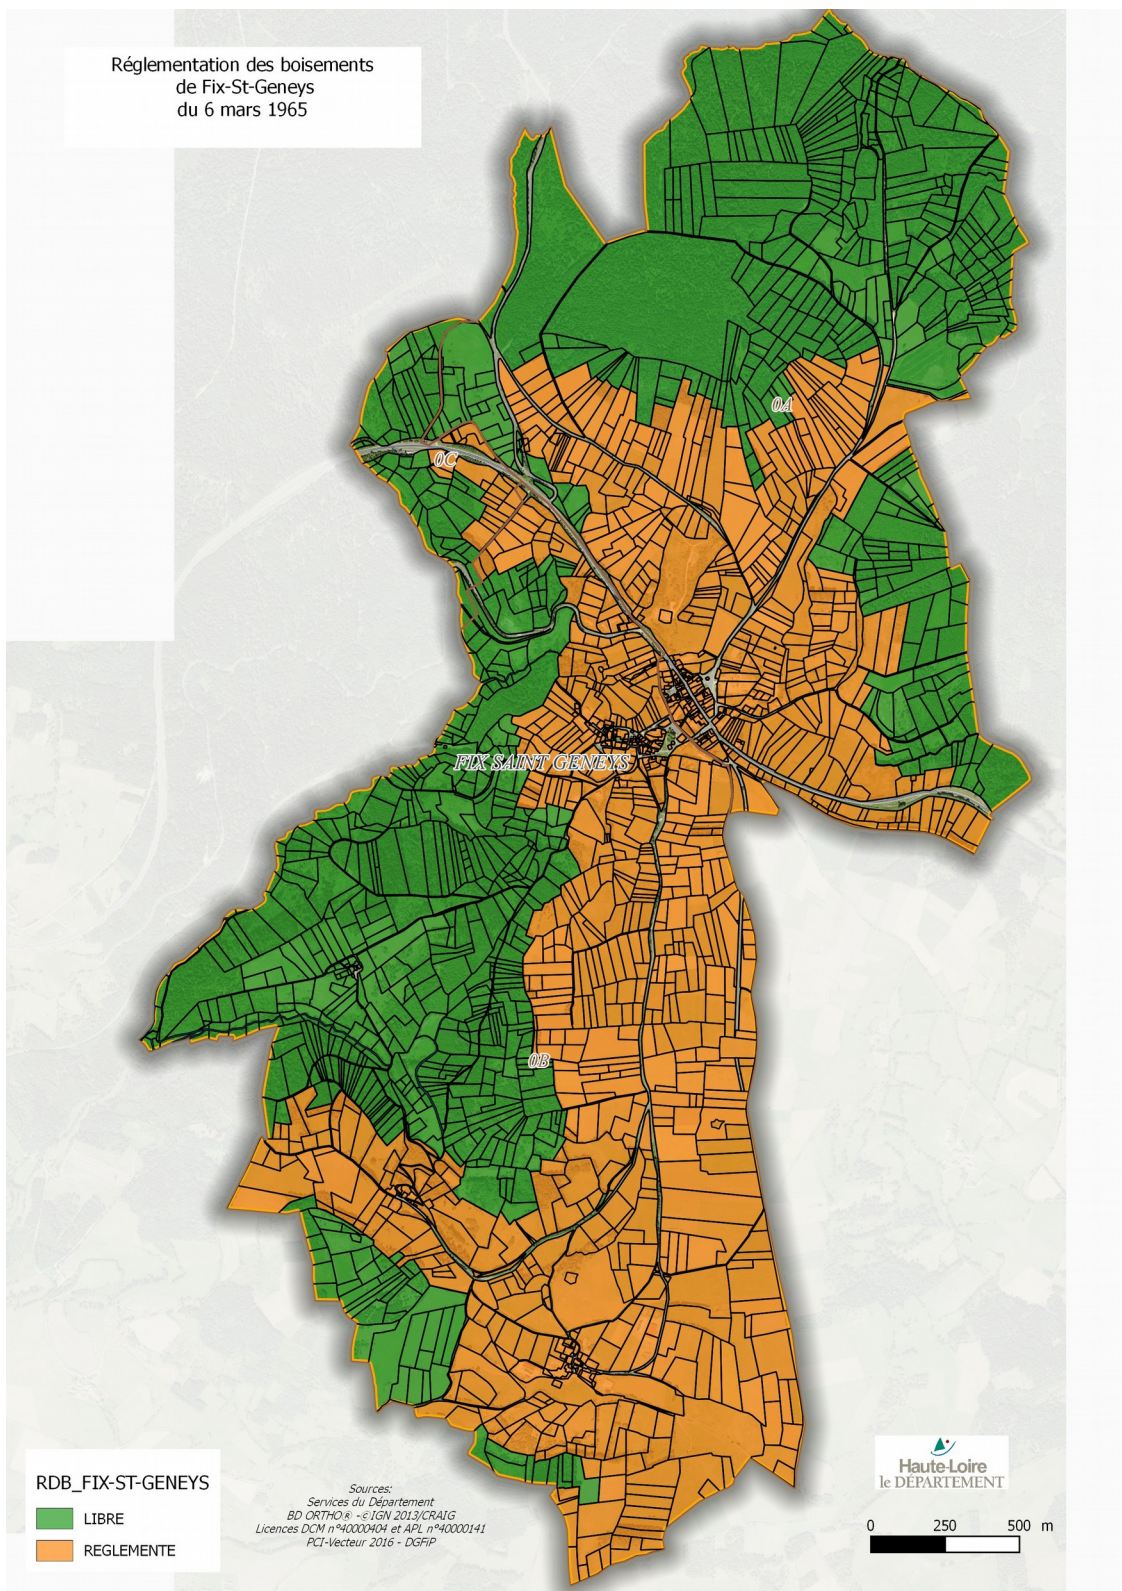 Réglementation des boisements
de Fix-St-Geneys
du 6 mars 1965
0A
0C
FIX SAINT GENEYS
0B
RDB_FIX-ST-GENEYS
LIBRE
REGLEMENTE
Sources:
Services du Département
BD ORTHO® -©IGN 2013/CRAIG
Licences DCM n°40000404 et APL n°40000141
PCI-Vecteur 2016 - DGFiP
Haute-Loire
le DÉPARTEMENT
0 250 500 m